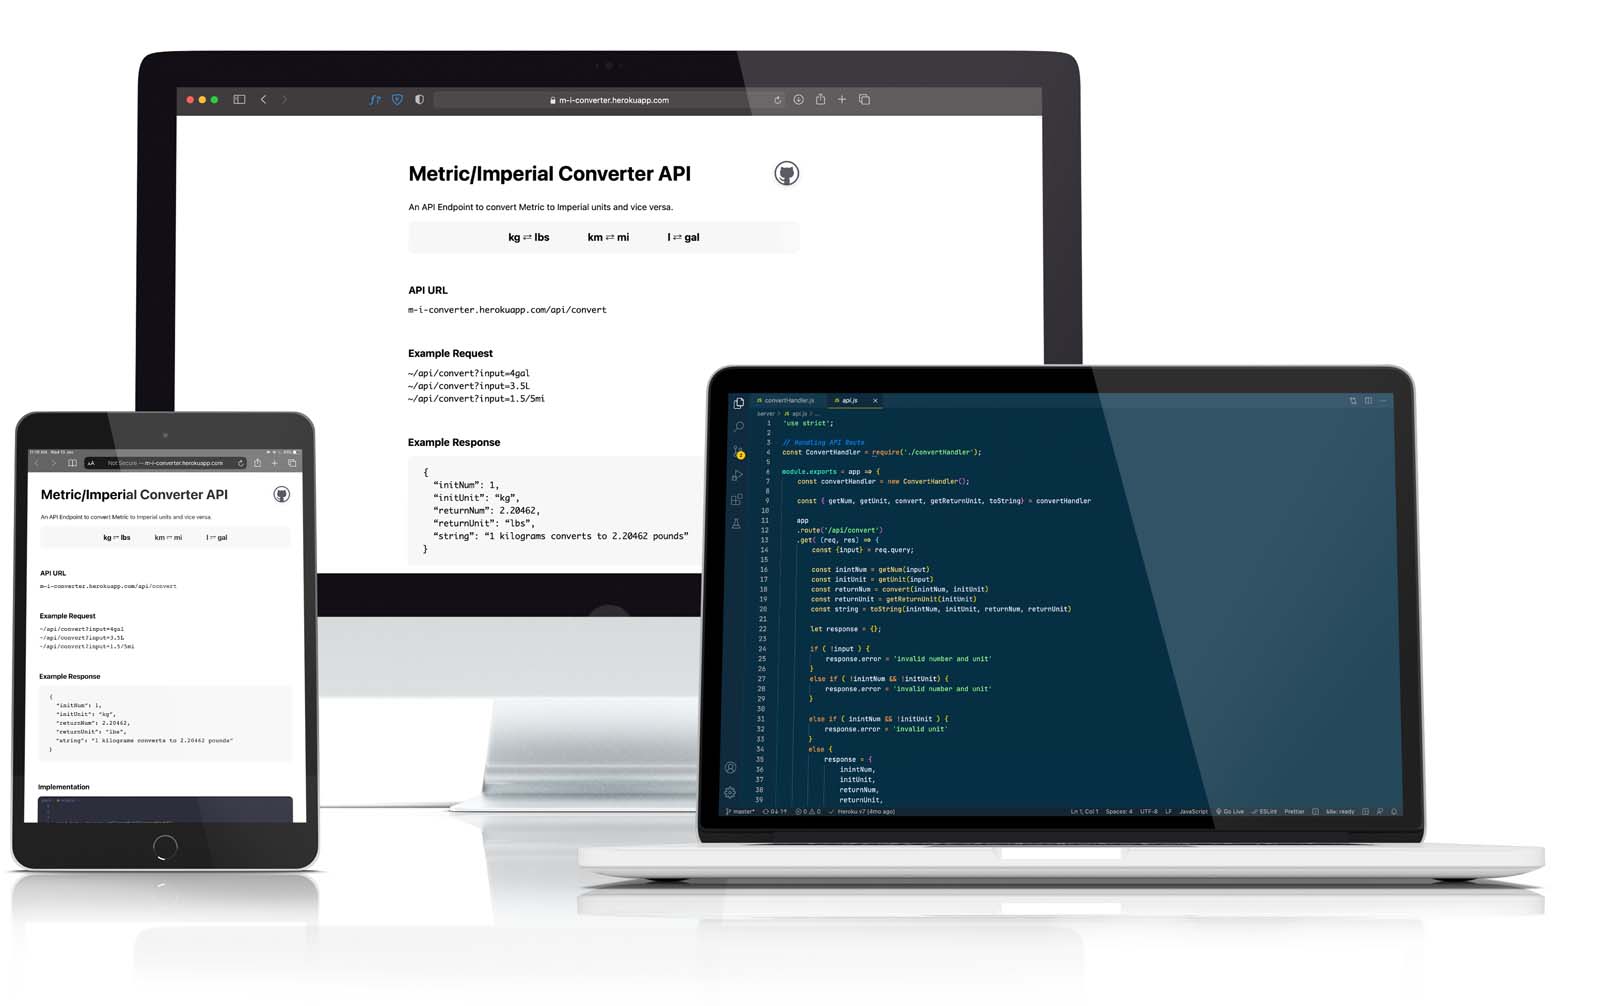 m-i-converter.herokuapp.com
Metric/Imperial Converter API
An API Endpoint to convert Metric to Imperial units and vice versa.
kg ⇌ lbs km ⇌ mi l ⇌ gal
API URL
m-i-converter.herokuapp.com/api/convert
Example Request
~/api/convert?input=4gal
~/api/convert?input=3.5L
~/api/convert?input=1.5/5mi
Example Response
{
"initNum": 1,
"initUnit": "kg",
"returnNum": 2.20462,
"returnUnit": "lbs",
"string": "1 kilograms converts to 2.20462 pounds"
}
AA Not Secure — m-i-converter.herokuapp.com
Metric/Imperial Converter API
An API Endpoint to convert Metric to Imperial units and vice versa.
kg ⇌ lbs km ⇌ mi l ⇌ gal
API URL
m-i-converter.herokuapp.com/api/convert
Example Request
~/api/convert?input=4gal
~/api/convert?input=3.5L
~/api/convert?input=1.5/5mi
Example Response
{
"initNum": 1,
"initUnit": "kg",
"returnNum": 2.20462,
"returnUnit": "lbs",
"string": "1 kilograms converts to 2.20462 pounds"
}
Implementation
JS convertHandler.js JS api.js ×
server > JS api.js > ...
1 'use strict';
2
3 // Handling API Route
4 const ConvertHandler = require('./convertHandler');
5
6 module.exports = app => {
7 const convertHandler = new ConvertHandler();
8
9 const { getNum, getUnit, convert, getReturnUnit, toString} = convertHandler
10
11 app
12 .route('/api/convert')
13 .get( (req, res) => {
14 const {input} = req.query;
15
16 const inintNum = getNum(input)
17 const initUnit = getUnit(input)
18 const returnNum = convert(inintNum, initUnit)
19 const returnUnit = getReturnUnit(initUnit)
20 const string = toString(inintNum, initUnit, returnNum, returnUnit)
21
22 let response = {};
23
24 if ( !input ) {
25 response.error = 'invalid number and unit'
26 }
27 else if ( !inintNum && !initUnit) {
28 response.error = 'invalid number and unit'
29 }
30
31 else if ( inintNum && !initUnit ) {
32 response.error = 'invalid unit'
33 }
34 else {
35 response = {
36 inintNum,
37 initUnit,
38 returnNum,
39 returnUnit,
master* 0 0 Heroku v7 (4mo ago) Ln 1, Col 1 Spaces: 4 UTF-8 LF JavaScript Go Live ESLint Prettier kite: ready